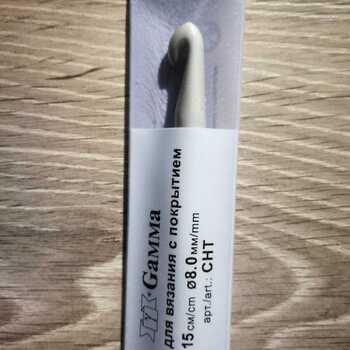 Gamma
для вязания с покрытием
15 см/cm ø8.0 мм/mm
арт./art.: CHT